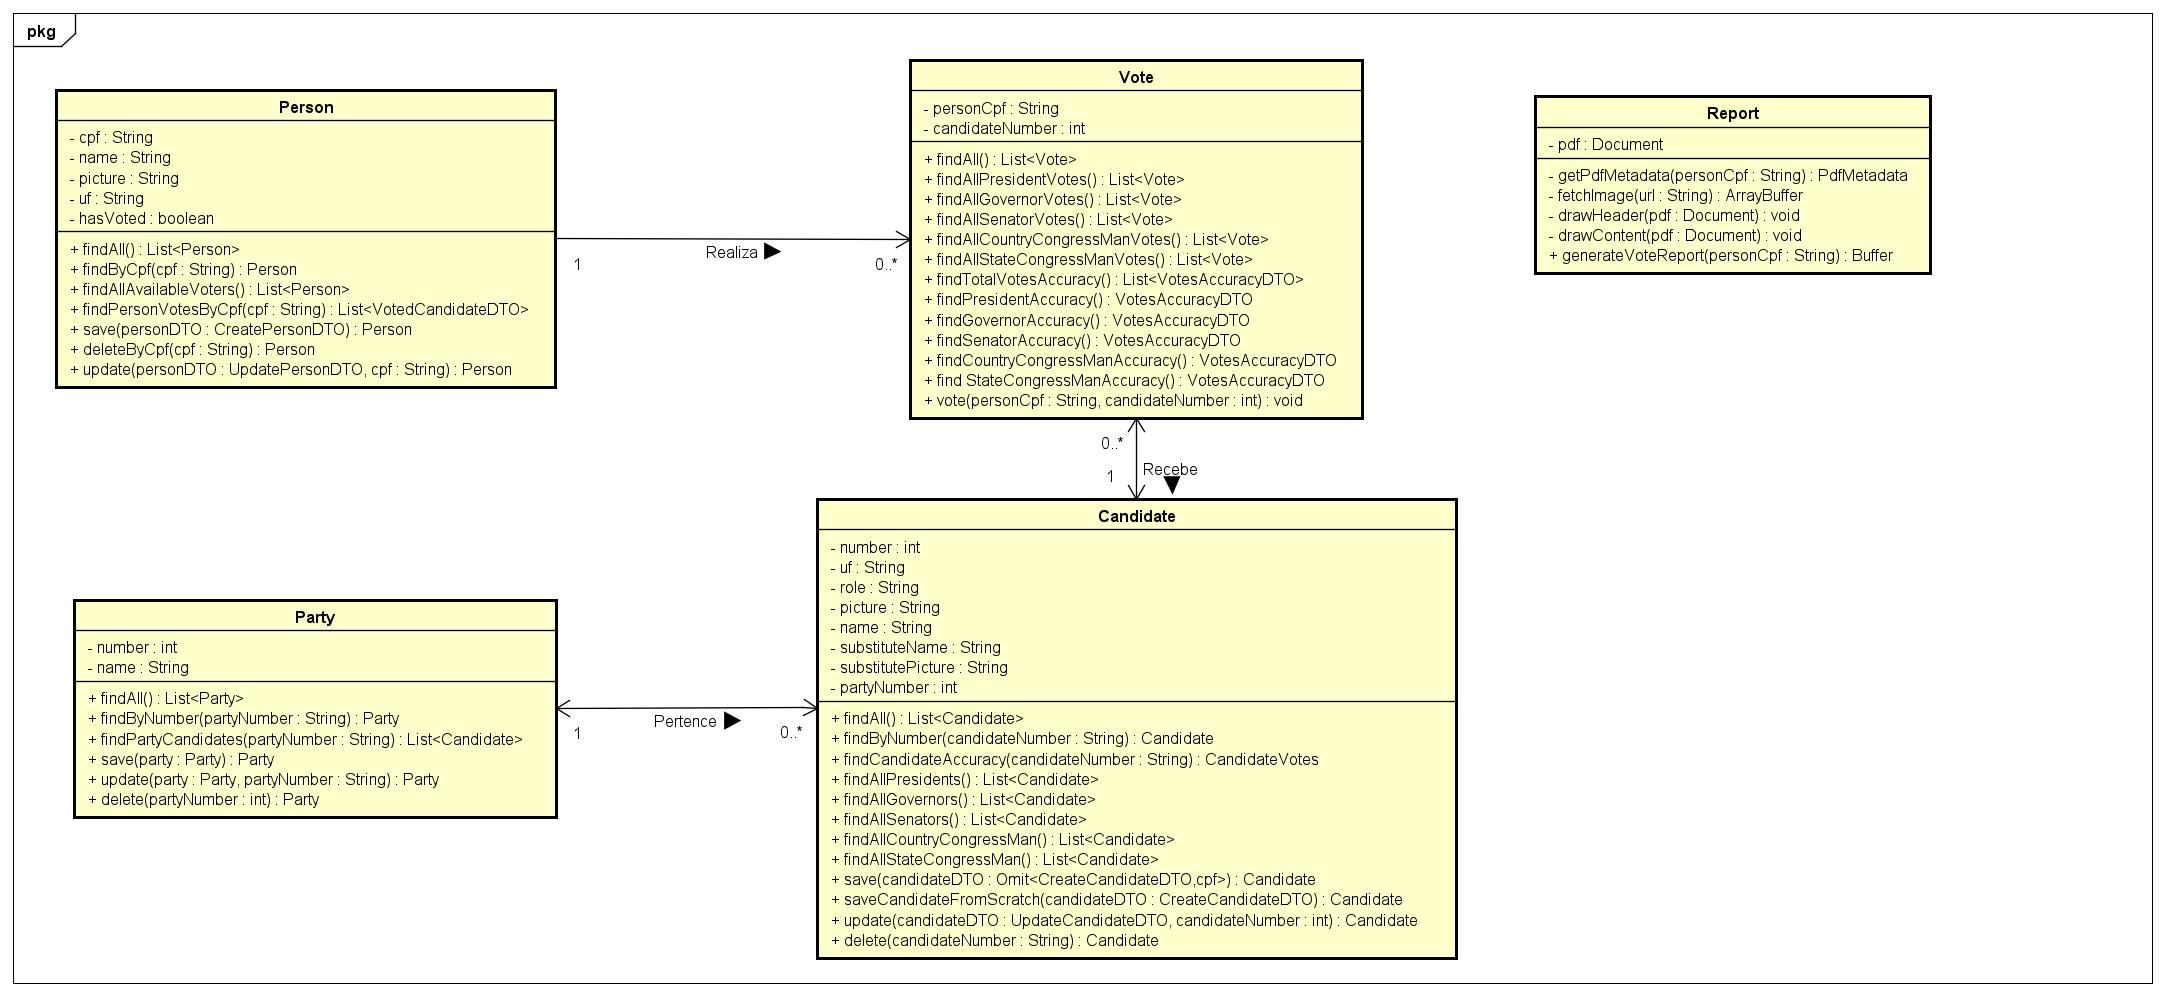 pkg
Person
- cpf : String
- name : String
- picture : String
- uf : String
- hasVoted : boolean
+ findAll() : List<Person>
+ findByCpf(cpf : String) : Person
+ findAllAvailableVoters() : List<Person>
+ findPersonVotesByCpf(cpf : String) : List<VotedCandidateDTO>
+ save(personDTO : CreatePersonDTO) : Person
+ deleteByCpf(cpf : String) : Person
+ update(personDTO : UpdatePersonDTO, cpf : String) : Person
1
Realiza
0..*
Vote
- personCpf : String
- candidateNumber : int
+ findAll() : List<Vote>
+ findAllPresidentVotes() : List<Vote>
+ findAllGovernorVotes() : List<Vote>
+ findAllSenatorVotes() : List<Vote>
+ findAllCountryCongressManVotes() : List<Vote>
+ findAllStateCongressManVotes() : List<Vote>
+ findTotalVotesAccuracy() : List<VotesAccuracyDTO>
+ findPresidentAccuracy() : VotesAccuracyDTO
+ findGovernorAccuracy() : VotesAccuracyDTO
+ findSenatorAccuracy() : VotesAccuracyDTO
+ findCountryCongressManAccuracy() : VotesAccuracyDTO
+ find StateCongressManAccuracy() : VotesAccuracyDTO
+ vote(personCpf : String, candidateNumber : int) : void
Report
- pdf : Document
- getPdfMetadata(personCpf : String) : PdfMetadata
- fetchImage(url : String) : ArrayBuffer
- drawHeader(pdf : Document) : void
- drawContent(pdf : Document) : void
+ generateVoteReport(personCpf : String) : Buffer
0..*
1
Recebe
Party
- number : int
- name : String
+ findAll() : List<Party>
+ findByNumber(partyNumber : String) : Party
+ findPartyCandidates(partyNumber : String) : List<Candidate>
+ save(party : Party) : Party
+ update(party : Party, partyNumber : String) : Party
+ delete(partyNumber : int) : Party
1
Pertence
0..*
Candidate
- number : int
- uf : String
- role : String
- picture : String
- name : String
- substituteName : String
- substitutePicture : String
- partyNumber : int
+ findAll() : List<Candidate>
+ findByNumber(candidateNumber : String) : Candidate
+ findCandidateAccuracy(candidateNumber : String) : CandidateVotes
+ findAllPresidents() : List<Candidate>
+ findAllGovernors() : List<Candidate>
+ findAllSenators() : List<Candidate>
+ findAllCountryCongressMan() : List<Candidate>
+ findAllStateCongressMan() : List<Candidate>
+ save(candidateDTO : Omit<CreateCandidateDTO,cpf>) : Candidate
+ saveCandidateFromScratch(candidateDTO : CreateCandidateDTO) : Candidate
+ update(candidateDTO : UpdateCandidateDTO, candidateNumber : int) : Candidate
+ delete(candidateNumber : String) : Candidate